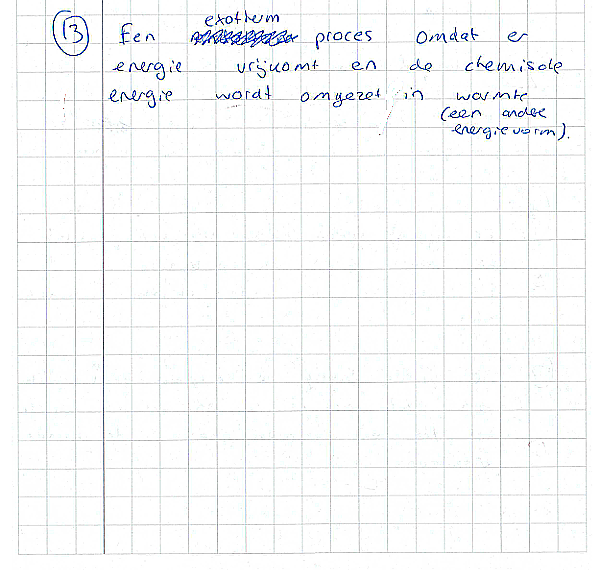 13 Een exotherm proces omdat er
energie vrijkomt en de chemische
energie wordt omgezet in warmte
(een andere
energievorm).